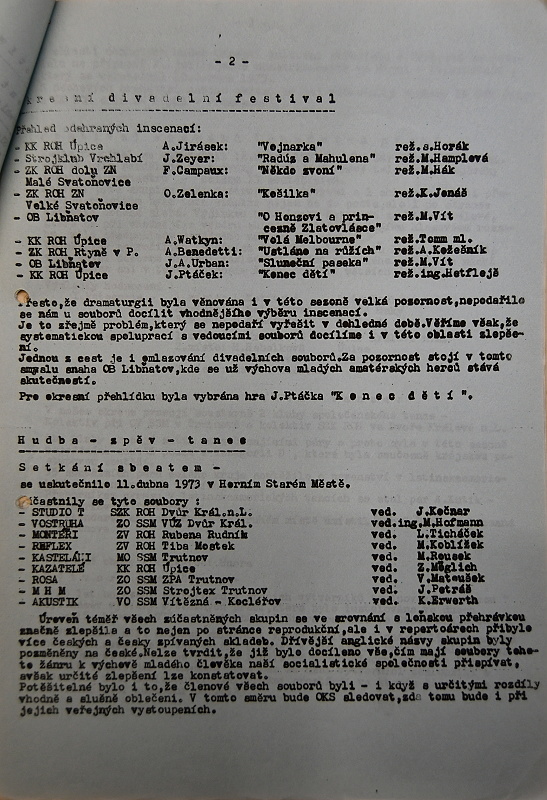 - 2 -
kresní divadelní festival
Přehled odehraných inscenací:
- KK ROH Úpice A.Jirásek: "Vojnarka" rež.s.Horák
- Strojklub Vrchlabí J.Zeyer: "Radúz a Mahulena" rež.M.Hamplová
- ZK ROH dolu ZN F.Campaux: "Někdo zvoní" rež.M.Hák
Malé Svatoňovice
- ZK ROH ZN O.Zelenka: "Košilka" rež.K.Jenáš
Velké Svatoňovice
- OB Libňatov "O Honzovi a prin- rež.M.Vít
cezně Zlatovlásce"
- KK ROH Úpice A.Watkyn: "Volá Melbourne" rež.Tomm ml.
- ZK ROH Rtyně v P. A.Benedetti: "Ustláno na růžích" rež.A.Kožešník
- OB Libňatov J.A.Urban: "Sluneční paseka" rež.M.Vít
- KK ROH Úpice J.Ptáček: "Konec dětí" rež.ing.Hetflejš
Přesto,že dramaturgii byla věnována i v této sezoně velká pozornost,nepodařilo
se nám u souborů docílit vhodnějšího výběru inscenací.
Je to zřejmě problém,který se nepodaří vyřešit v dohledné době.Věříme však,že
systematickou spoluprací s vedoucími souborů docílíme i v této oblasti zlepše-
ní.
Jednou z cest je i omlazování divadelních souborů.Za pozornost stojí v tomto
smyslu snaha OB Libňatov,kde se už výchova mladých amatérských herců stává
skutečností.
Pro okresní přehlídku byla vybrána hra J.Ptáčka "K o n e c  d ě t í ".
H u d b a - z p ě v - t a n e c
S e t k á n í  s b e a t e m -
se uskutečnilo 11.dubna 1973 v Horním Starém Městě.
Zúčastnily se tyto soubory :
- STUDIO T SZK ROH Dvůr Král.n.L. ved. J.Kečnar
- VOSTRUHA ZO SSM VÚZ Dvůr Král. ved.ing.M.Hofmann
- MONTERI ZV ROH Rubena Rudník ved. L.Ticháček
- REFLEX ZV ROH Tiba Mostek ved. M.Koblížek
- KASTELÁNI MO SSM Trutnov ved. M.Rousek
- KAZATELÉ KK ROH Úpice ved. Z.Möglich
- ROSA ZO SSM ZPA Trutnov ved. V.Matoušek
- M H M ZO SSM Strojtex Trutnov ved. J.Petráš
- AKUSTIK VO SSM Vítězná - Kocléřov ved. K.Erwerth
Úroveň téměř všech zúčastněných skupin se ve srovnání s loňskou přehrávkou
značně zlepšila a to nejen po stránce reprodukční,ale i v repertoárech přibylo
více českých a česky zpívaných skladeb. Dřívější anglické názvy skupin byly
pozměněny na české.Nelze tvrdit,že již bylo docíleno vše,čím mají soubory toho-
to žánru k výchově mladého člověka naší socialistické společnosti přispívat,
avšak určité zlepšení lze konstatovat.
Potěšitelné bylo i to,že členové všech souborů byli - i když s určitými rozdíly
vhodně a slušně oblečeni. V tomto směru bude OKS sledovat,zda tomu bude i při
jejich veřejných vystoupeních.